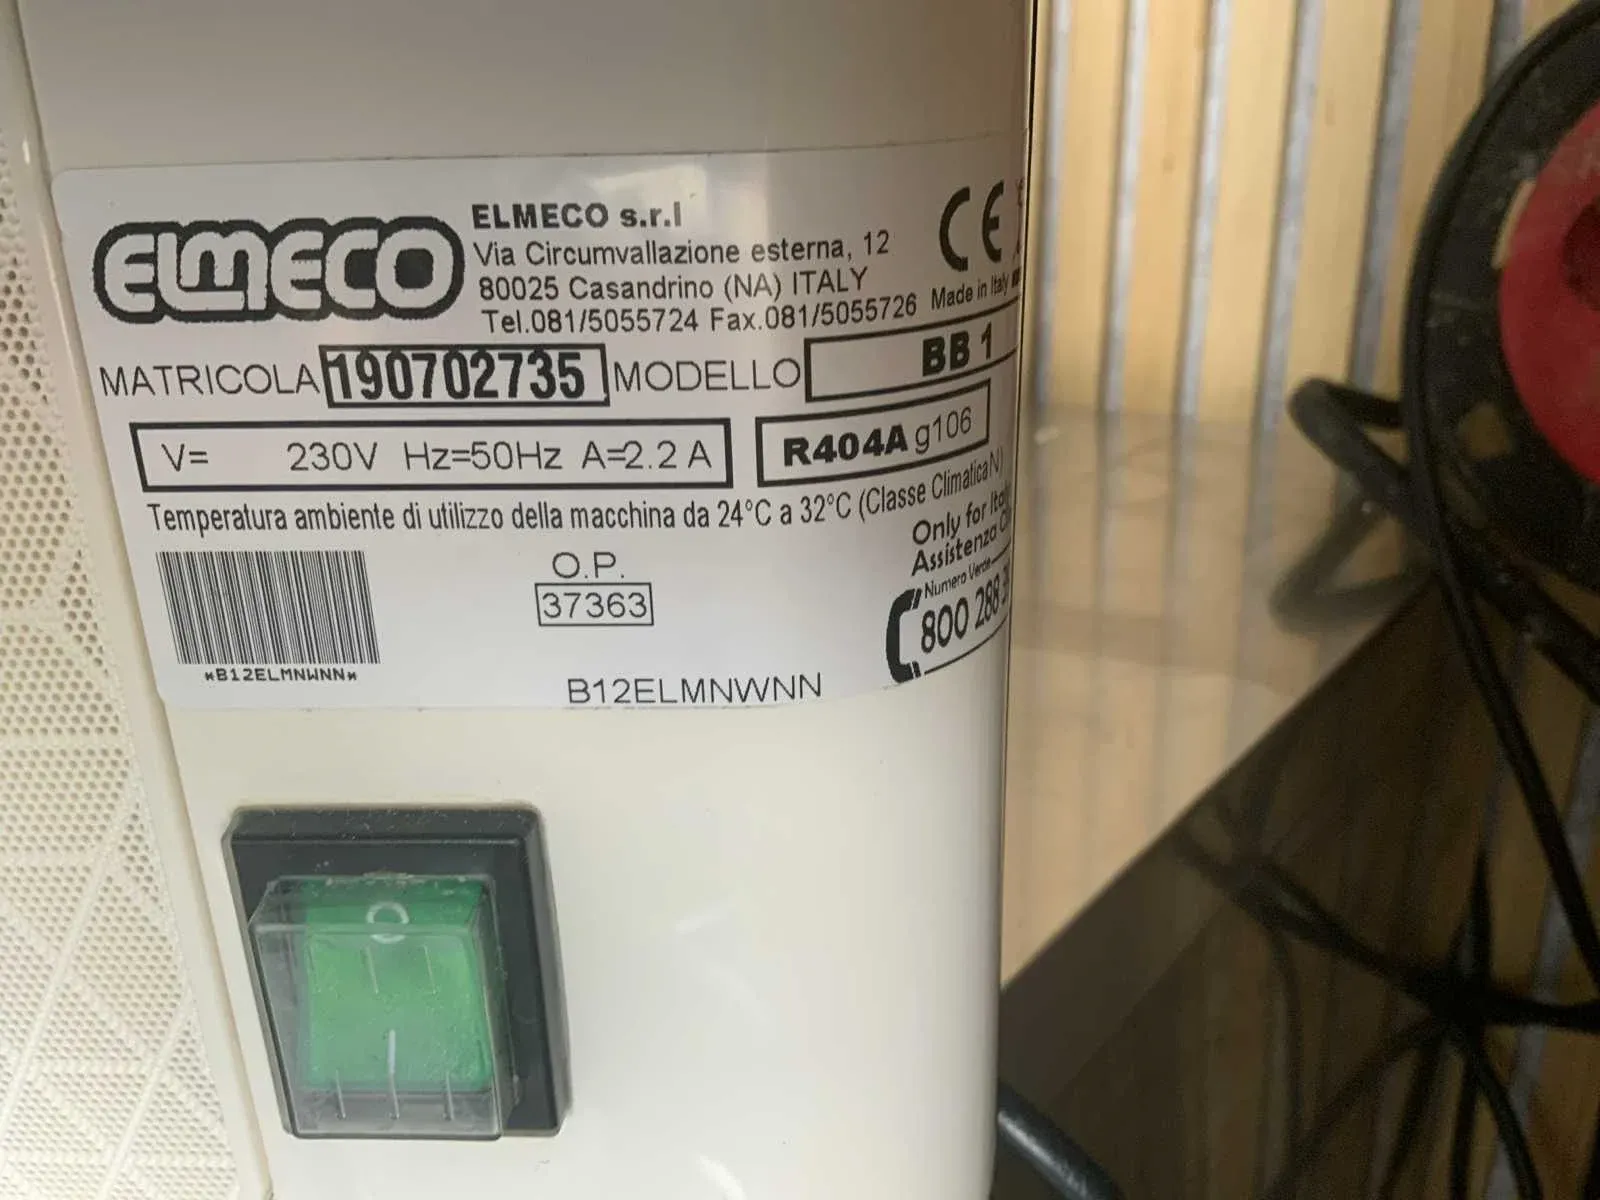 ELMECO
ELMECO s.r.l
Via Circumvallazione esterna, 12
80025 Casandrino (NA) ITALY
Tel.081/5055724 Fax.081/5055726
CE
Made in Italy
MATRICOLA 190702735 MODELLO BB 1
V= 230V Hz=50Hz A=2.2 A R404A g106
Temperatura ambiente di utilizzo della macchina da 24°C a 32°C (Classe Climatica N)
Only for
Assistenza
Numero Verde
800 288
O.P.
37363
*B12ELMNWNN*
B12ELMNWNN